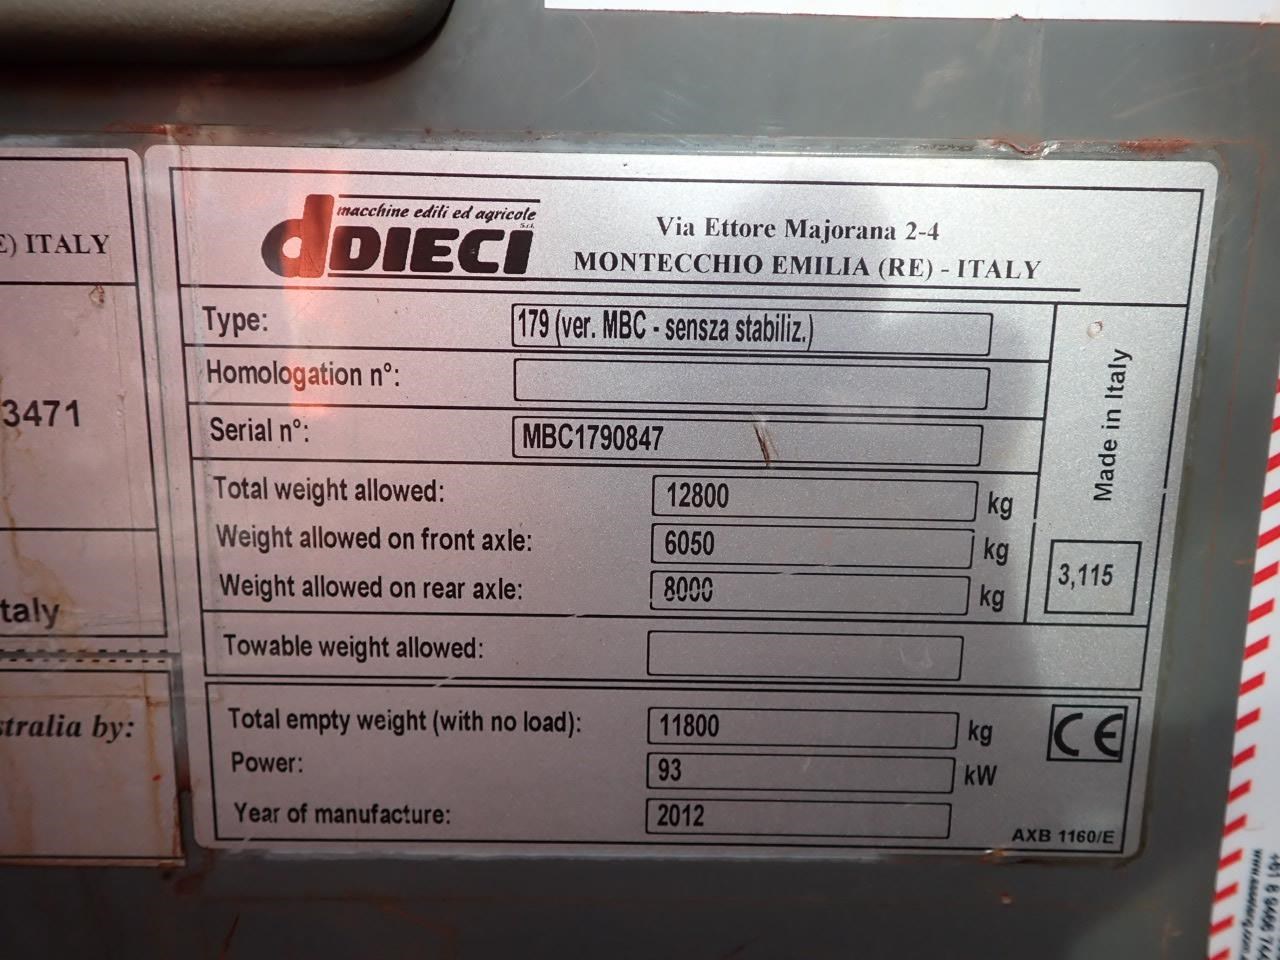 E) ITALY
3471
taly
stralia by:
macchine edili ed agricole
S.r.l.
dDIECI
Via Ettore Majorana 2-4
MONTECCHIO EMILIA (RE) - ITALY
Type: 179 (ver. MBC - sensza stabiliz.)
Homologation n°:
Serial n°: MBC1790847
Made in Italy
Total weight allowed: 12800 kg
Weight allowed on front axle: 6050 kg
Weight allowed on rear axle: 8000 kg
3,115
Towable weight allowed:
Total empty weight (with no load): 11800 kg
CE
Power: 93 kW
Year of manufacture: 2012
AXB 1160/E